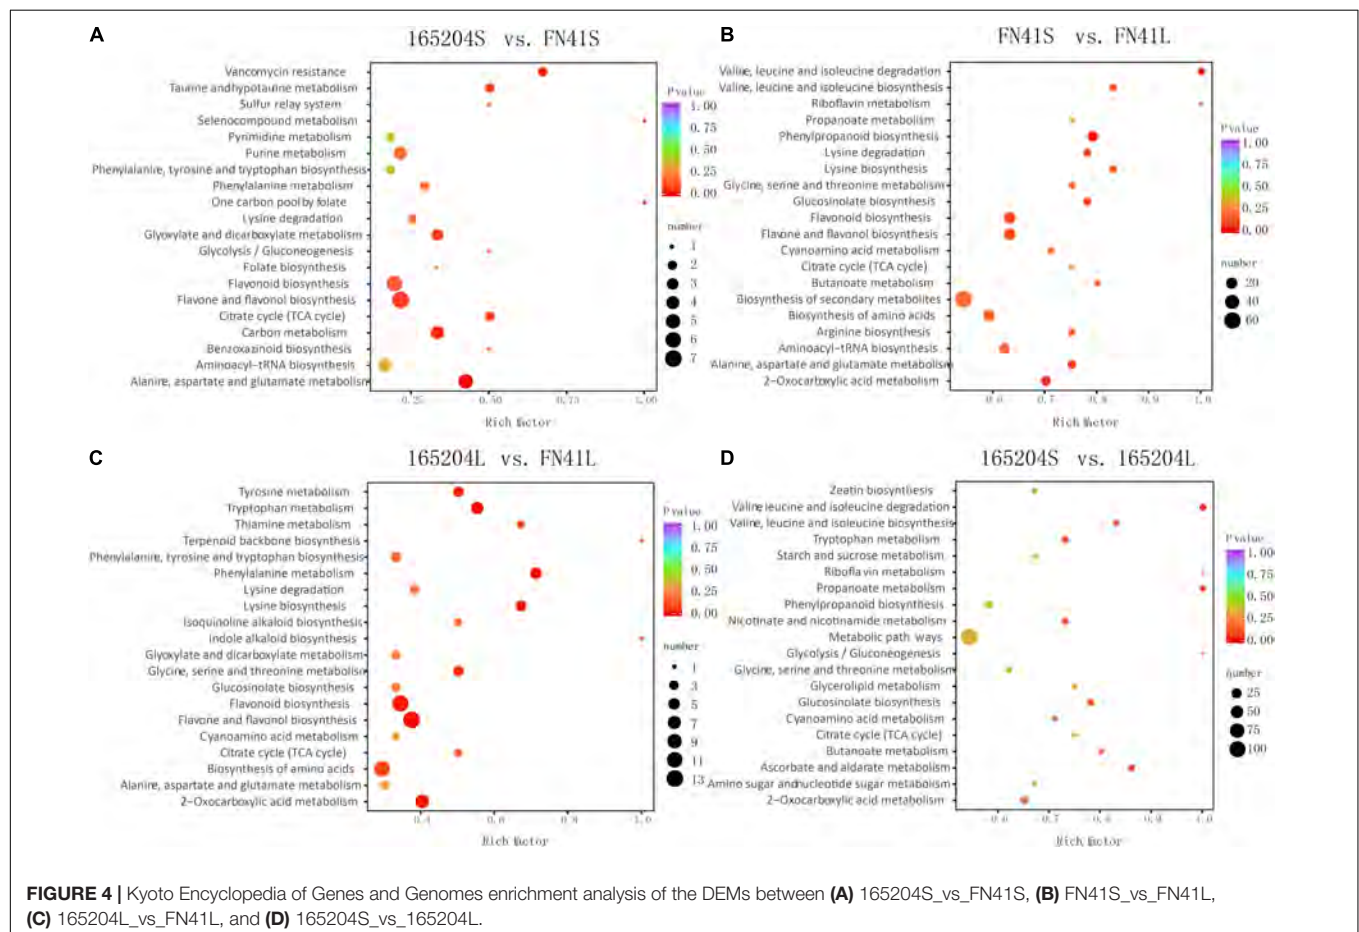 A
165204S vs. FN41S
Vancomycin resistance
Taurine andhypotaurine metabolism
Sulfur relay system
Selenocompound metabolism
Pyrimidine metabolism
Purine metabolism
Phenylalanine, tyrosine and tryptophan biosynthesis
Phenylalanine metabolism
One carbon pool by folate
Lysine degradation
Glyoxylate and dicarboxylate metabolism
Glycolysis / Gluconeogenesis
Folate biosynthesis
Flavonoid biosynthesis
Flavone and flavonol biosynthesis
Citrate cycle (TCA cycle)
Carbon metabolism
Benzoxazinoid biosynthesis
Aminoacyl-tRNA biosynthesis
Alanine, aspartate and glutamate metabolism
0.25 0.50 0.75 1.00
Rich factor
Pvalue
1.00
0.75
0.50
0.25
0.00
number
1
2
3
4
5
6
7
B
FN41S vs. FN41L
Valine, leucine and isoleucine degradation
Valine, leucine and isoleucine biosynthesis
Riboflavin metabolism
Propanoate metabolism
Phenylpropanoid biosynthesis
Lysine degradation
Lysine biosynthesis
Glycine, serine and threonine metabolism
Glucosinolate biosynthesis
Flavonoid biosynthesis
Flavone and flavonol biosynthesis
Cyanoamino acid metabolism
Citrate cycle (TCA cycle)
Butanoate metabolism
Biosynthesis of secondary metabolites
Biosynthesis of amino acids
Arginine biosynthesis
Aminoacyl-tRNA biosynthesis
Alanine, aspartate and glutamate metabolism
2-Oxocarboxylic acid metabolism
0.6 0.7 0.8 0.9 1.0
Rich factor
Pvalue
1.00
0.75
0.50
0.25
0.00
number
20
40
60
C
165204L vs. FN41L
Tyrosine metabolism
Tryptophan metabolism
Thiamine metabolism
Terpenoid backbone biosynthesis
Phenylalanine, tyrosine and tryptophan biosynthesis
Phenylalanine metabolism
Lysine degradation
Lysine biosynthesis
Isoquinoline alkaloid biosynthesis
Indole alkaloid biosynthesis
Glyoxylate and dicarboxylate metabolism
Glycine, serine and threonine metabolism
Glucosinolate biosynthesis
Flavonoid biosynthesis
Flavone and flavonol biosynthesis
Cyanoamino acid metabolism
Citrate cycle (TCA cycle)
Biosynthesis of amino acids
Alanine, aspartate and glutamate metabolism
2-Oxocarboxylic acid metabolism
0.4 0.6 0.8 1.0
Rich factor
Pvalue
1.00
0.75
0.50
0.25
0.00
number
1
3
5
7
9
11
13
D
165204S vs. 165204L
Zeatin biosynthesis
Valine leucine and isoleucine degradation
Valine, leucine and isoleucine biosynthesis
Tryptophan metabolism
Starch and sucrose metabolism
Riboflavin metabolism
Propanoate metabolism
Phenylpropanoid biosynthesis
Nicotinate and nicotinamide metabolism
Metabolic path ways
Glycolysis / Gluconeogenesis
Glycine, serine and threonine metabolism
Glycerolipid metabolism
Glucosinolate biosynthesis
Cyanoamino acid metabolism
Citrate cycle (TCA cycle)
Butanoate metabolism
Ascorbate and aldarate metabolism
Amino sugar andnucleotide sugar metabolism
2-Oxocarboxylic acid metabolism
0.6 0.7 0.8 0.9 1.0
Rich factor
Pvalue
1.00
0.75
0.50
0.25
0.00
number
25
50
75
100
FIGURE 4 | Kyoto Encyclopedia of Genes and Genomes enrichment analysis of the DEMs between (A) 165204S_vs_FN41S, (B) FN41S_vs_FN41L,
(C) 165204L_vs_FN41L, and (D) 165204S_vs_165204L.